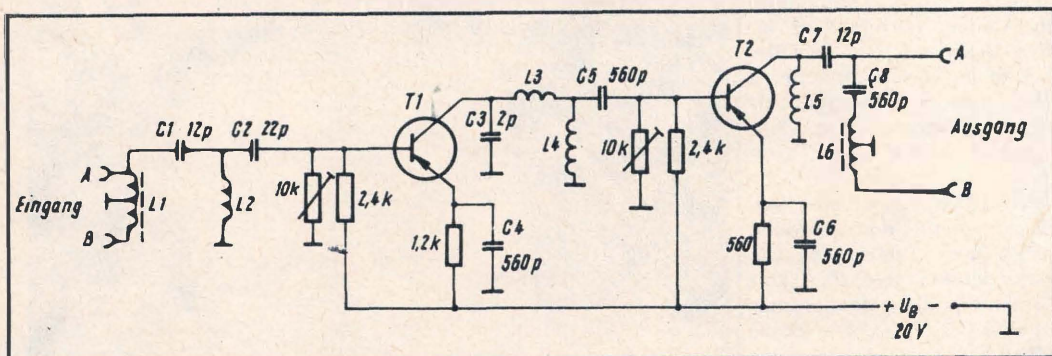 C7 12p
T2
A
C8
560p
L5
L6
Ausgang
B
C5 560p
L3
T1
C3 2p
L4
10k
2,4k
C1 12p C2 22p
A
Eingang
L1
B
L2
10k
2,4k
1,2k
C4
560p
560
C6
560p
+ UB -
20 V